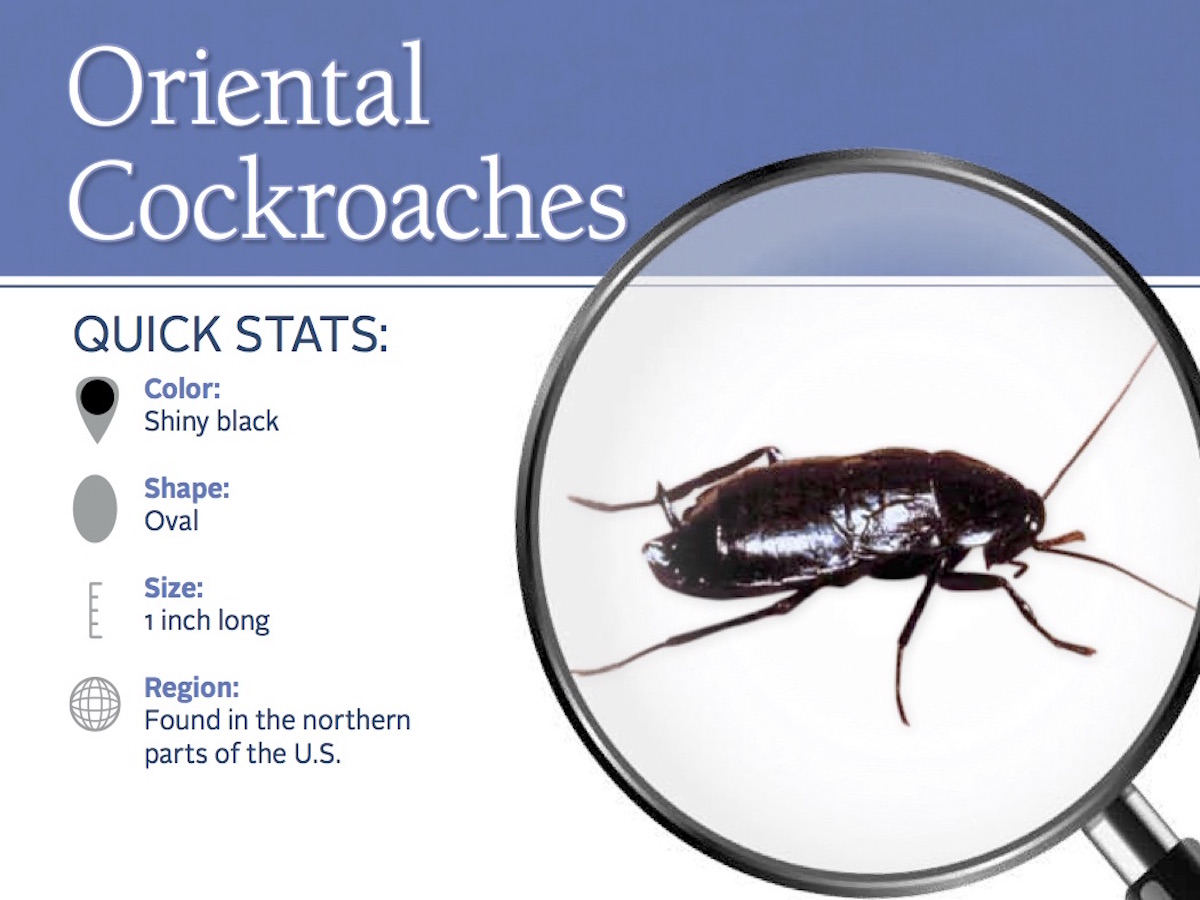 Oriental
Cockroaches
QUICK STATS:
Color:
Shiny black
Shape:
Oval
Size:
1 inch long
Region:
Found in the northern
parts of the U.S.